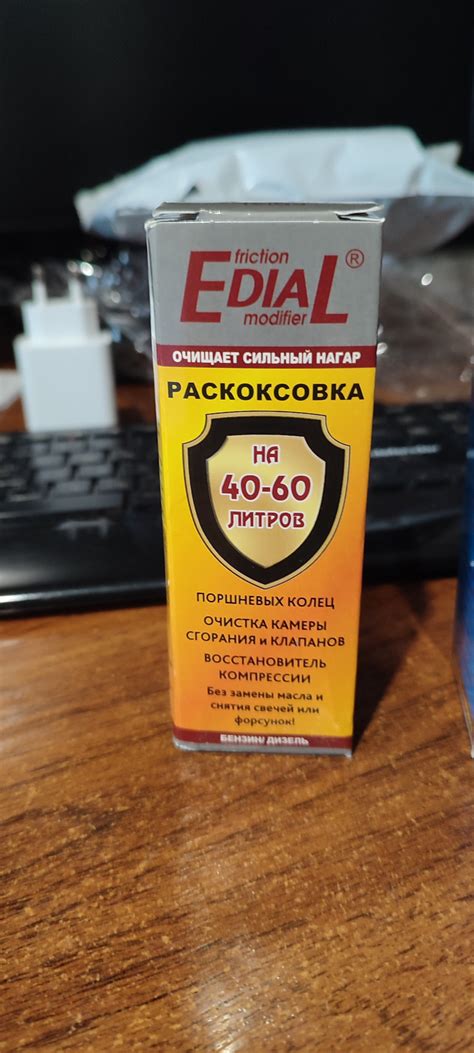 friction
EDIAL®
modifier
ОЧИЩАЕТ СИЛЬНЫЙ НАГАР
РАСКОКСОВКА
НА
40-60
ЛИТРОВ
ПОРШНЕВЫХ КОЛЕЦ
ОЧИСТКА КАМЕРЫ
СГОРАНИЯ и КЛАПАНОВ
ВОССТАНОВИТЕЛЬ
КОМПРЕССИИ
Без замены масла и
снятия свечей или
форсунок!
БЕНЗИН/ ДИЗЕЛЬ